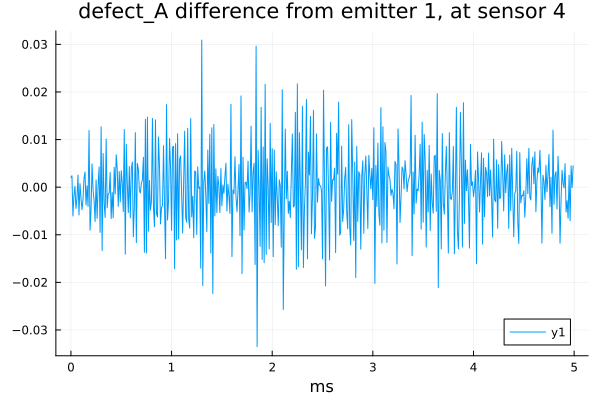 defect_A difference from emitter 1, at sensor 4
0.03
0.02
0.01
0.00
−0.01
−0.02
−0.03
y1
0 1 2 3 4 5
ms